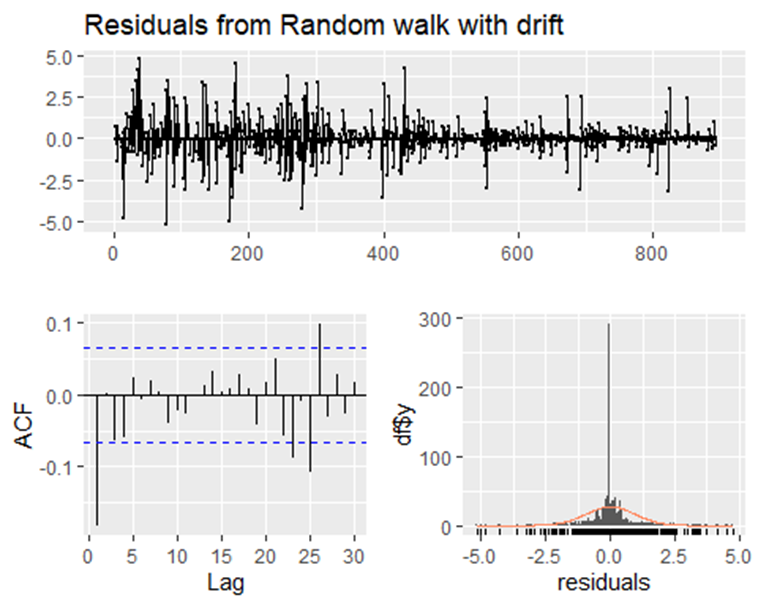 Residuals from Random walk with drift
5.0
2.5
0.0
-2.5
-5.0
0 200 400 600 800
0.1
0.0
-0.1
ACF
0 5 10 15 20 25 30
Lag
300
200
100
0
df$y
-5.0 -2.5 0.0 2.5 5.0
residuals